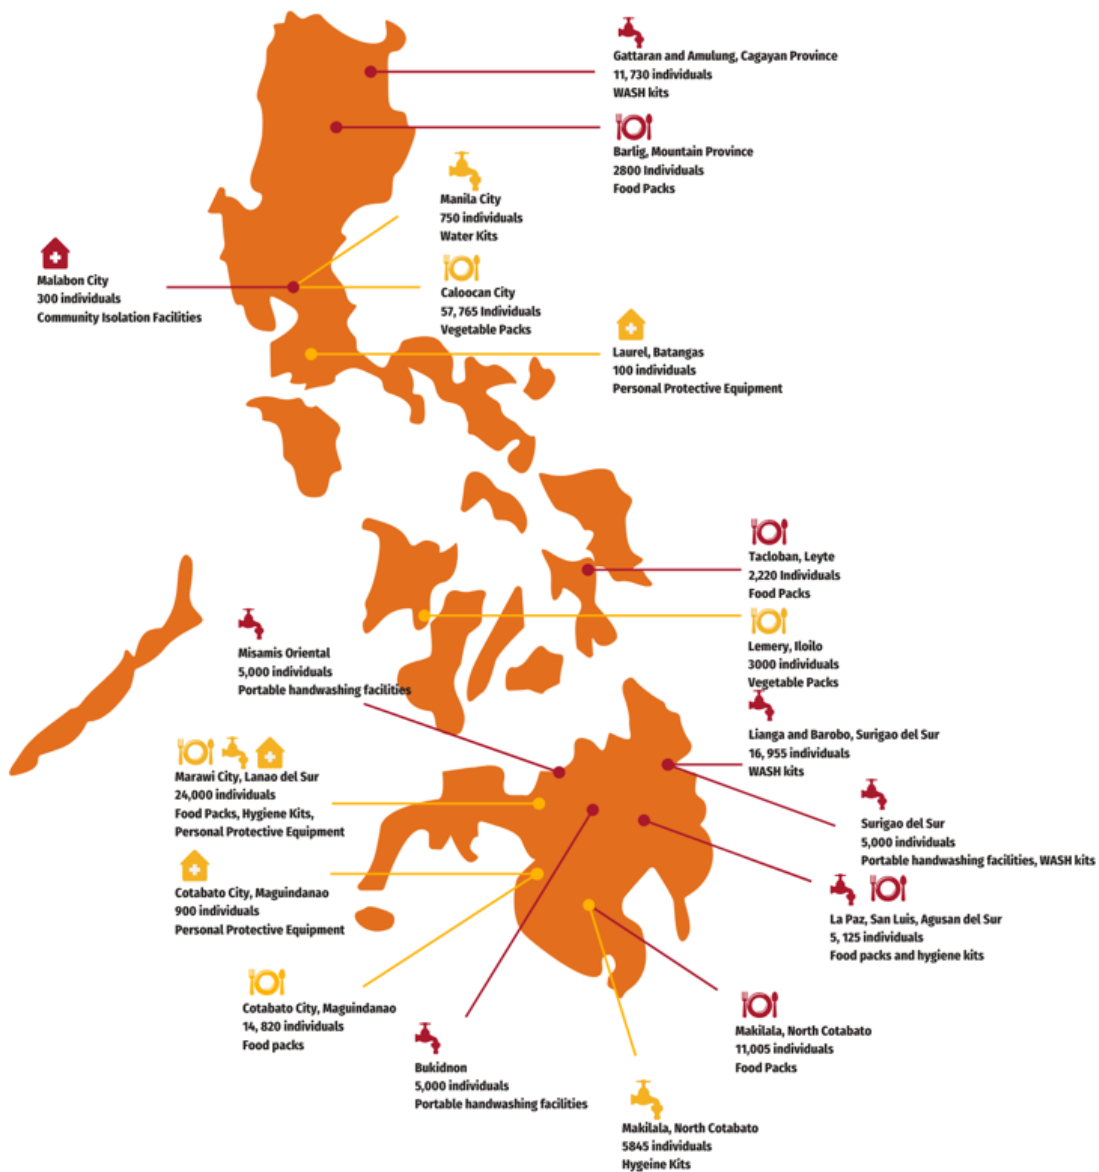 Gattaran and Amulung, Cagayan Province
11, 730 individuals
WASH kits
Barlig, Mountain Province
2800 Individuals
Food Packs
Manila City
750 individuals
Water Kits
Malabon City
300 individuals
Community Isolation Facilities
Caloocan City
57, 765 Individuals
Vegetable Packs
Laurel, Batangas
100 individuals
Personal Protective Equipment
Tacloban, Leyte
2,220 Individuals
Food Packs
Lemery, Iloilo
3000 individuals
Vegetable Packs
Misamis Oriental
5,000 individuals
Portable handwashing facilities
Lianga and Barobo, Surigao del Sur
16, 955 individuals
WASH kits
Marawi City, Lanao del Sur
24,000 individuals
Food Packs, Hygiene Kits,
Personal Protective Equipment
Surigao del Sur
5,000 individuals
Portable handwashing facilities, WASH kits
Cotabato City, Maguindanao
900 individuals
Personal Protective Equipment
La Paz, San Luis, Agusan del Sur
5, 125 individuals
Food packs and hygiene kits
Cotabato City, Maguindanao
14, 820 individuals
Food packs
Makilala, North Cotabato
11,005 individuals
Food Packs
Bukidnon
5,000 individuals
Portable handwashing facilities
Makilala, North Cotabato
5845 individuals
Hygeine Kits